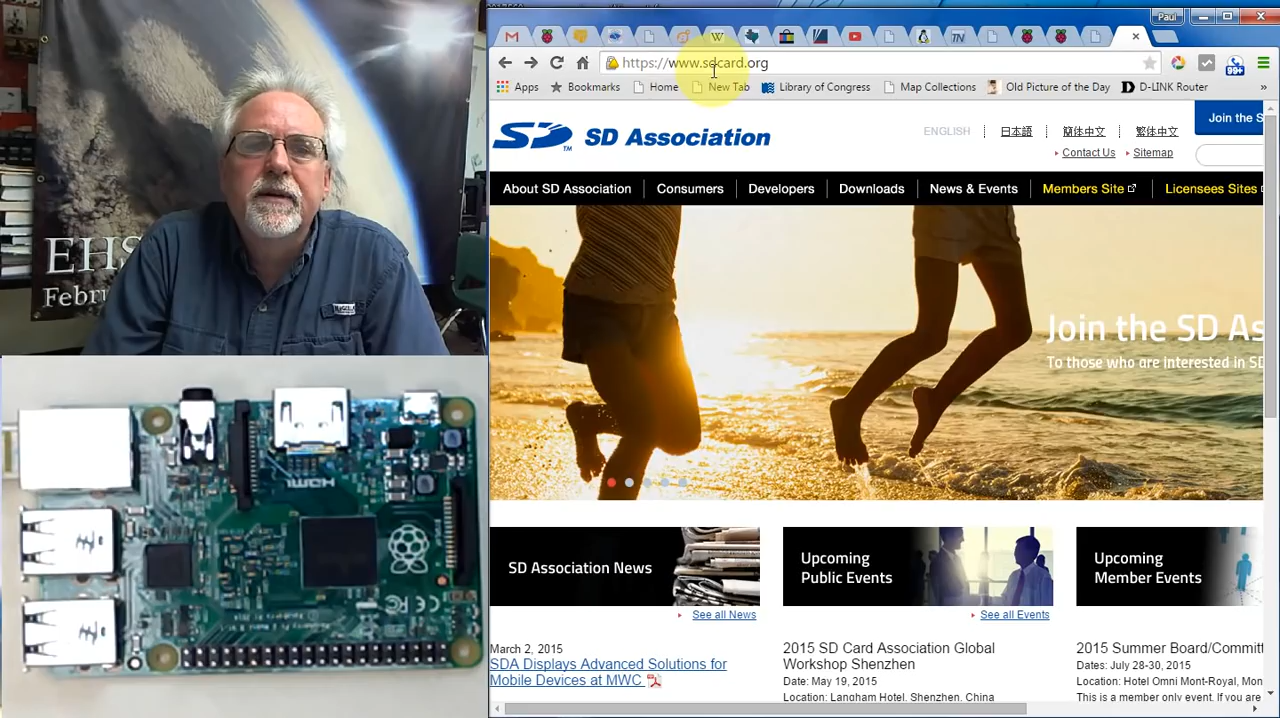 EHS
Febru
HDMI
Paul
https://www.sdcard.org
99+
Apps
Bookmarks
Home
New Tab
Library of Congress
Map Collections
Old Picture of the Day
D-LINK Router
»
SD Association
ENGLISH
日本語
簡体中文
繁体中文
Join the S
Contact Us
Sitemap
About SD Association
Consumers
Developers
Downloads
News & Events
Members Site
Licensees Sites
Join the SD As
To those who are interested in SD
SD Association News
Upcoming
Public Events
Upcoming
Member Events
See all News
See all Events
March 2, 2015
SDA Displays Advanced Solutions for
Mobile Devices at MWC
2015 SD Card Association Global
Workshop Shenzhen
Date: May 19, 2015
Location: Langham Hotel, Shenzhen, China
2015 Summer Board/Committ
Dates: July 28-30, 2015
Location: Hotel Omni Mont-Royal, Mon
This is a member only event. If you are